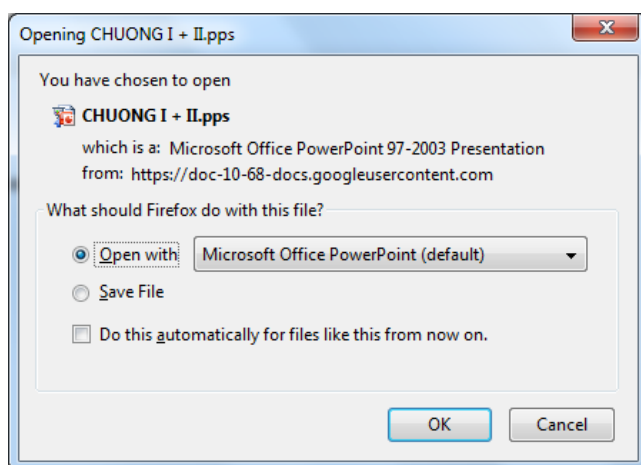 Opening CHUONG I + II.pps
You have chosen to open
CHUONG I + II.pps
which is a: Microsoft Office PowerPoint 97-2003 Presentation
from: https://doc-10-68-docs.googleusercontent.com
What should Firefox do with this file?
Open with Microsoft Office PowerPoint (default)
Save File
Do this automatically for files like this from now on.
OK Cancel